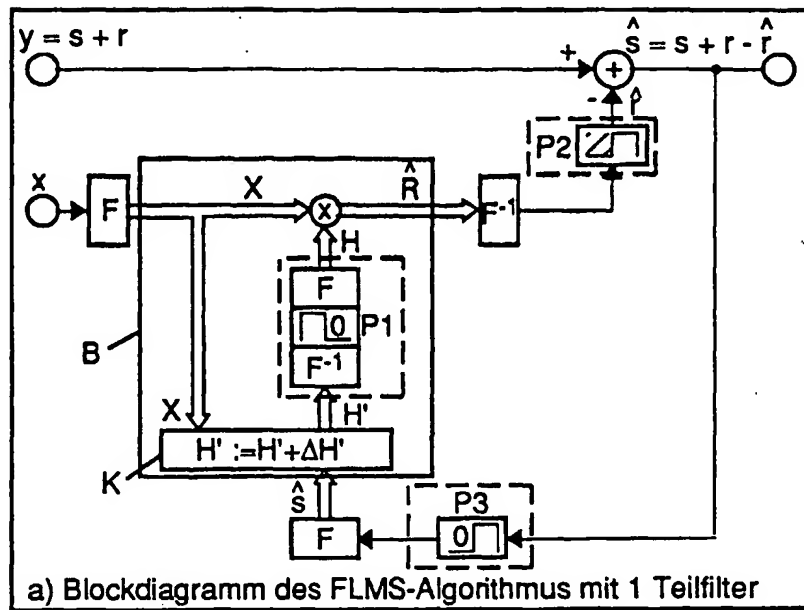 y = s + r
+
+
ŝ = s + r - r̂
-
r̂
P2
x
F
X
x
R̂
F⁻¹
H
F
0
P1
F⁻¹
B
X
H'
H' :=H'+ΔH'
K
ŝ
P3
F
0
a) Blockdiagramm des FLMS-Algorithmus mit 1 Teilfilter